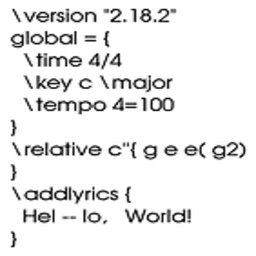 \version "2.18.2"
global = {
\time 4/4
\key c \major
\tempo 4=100
}
\relative c"{ g e e( g2)
}
\addlyrics {
Hel -- lo,   World!
}